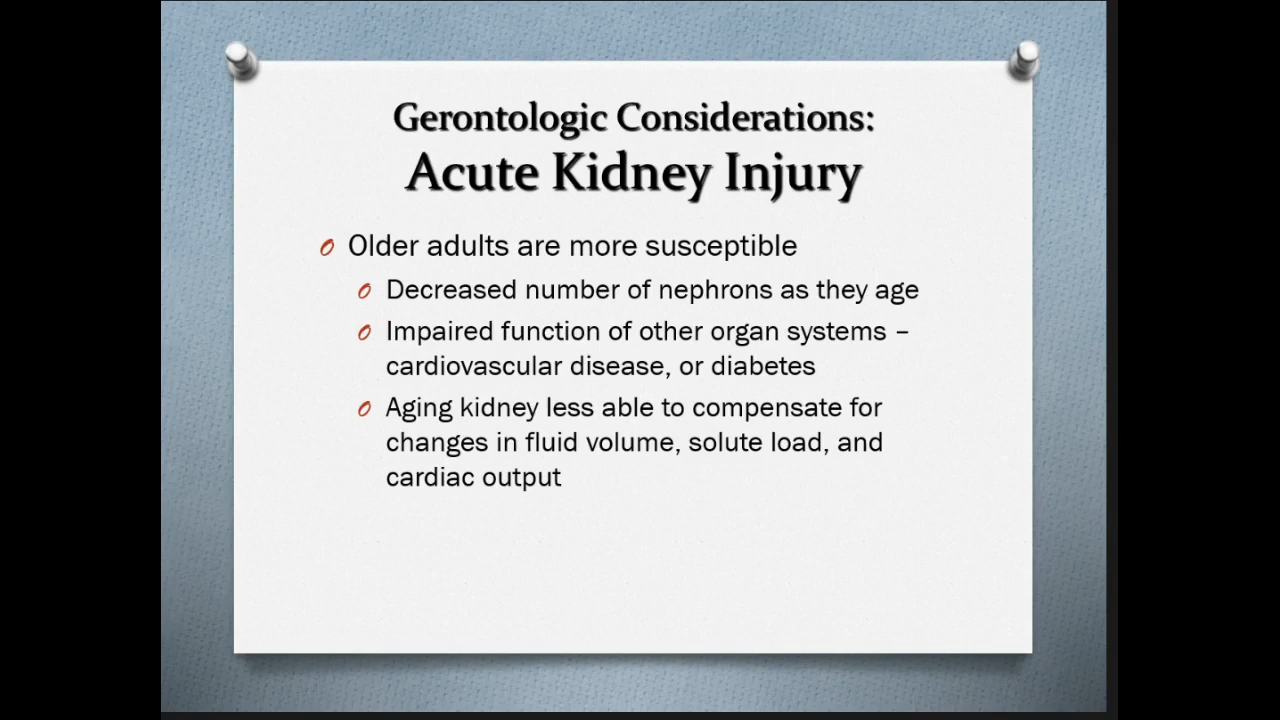 Gerontologic Considerations:
Acute Kidney Injury
Older adults are more susceptible
Decreased number of nephrons as they age
Impaired function of other organ systems –
cardiovascular disease, or diabetes
Aging kidney less able to compensate for
changes in fluid volume, solute load, and
cardiac output